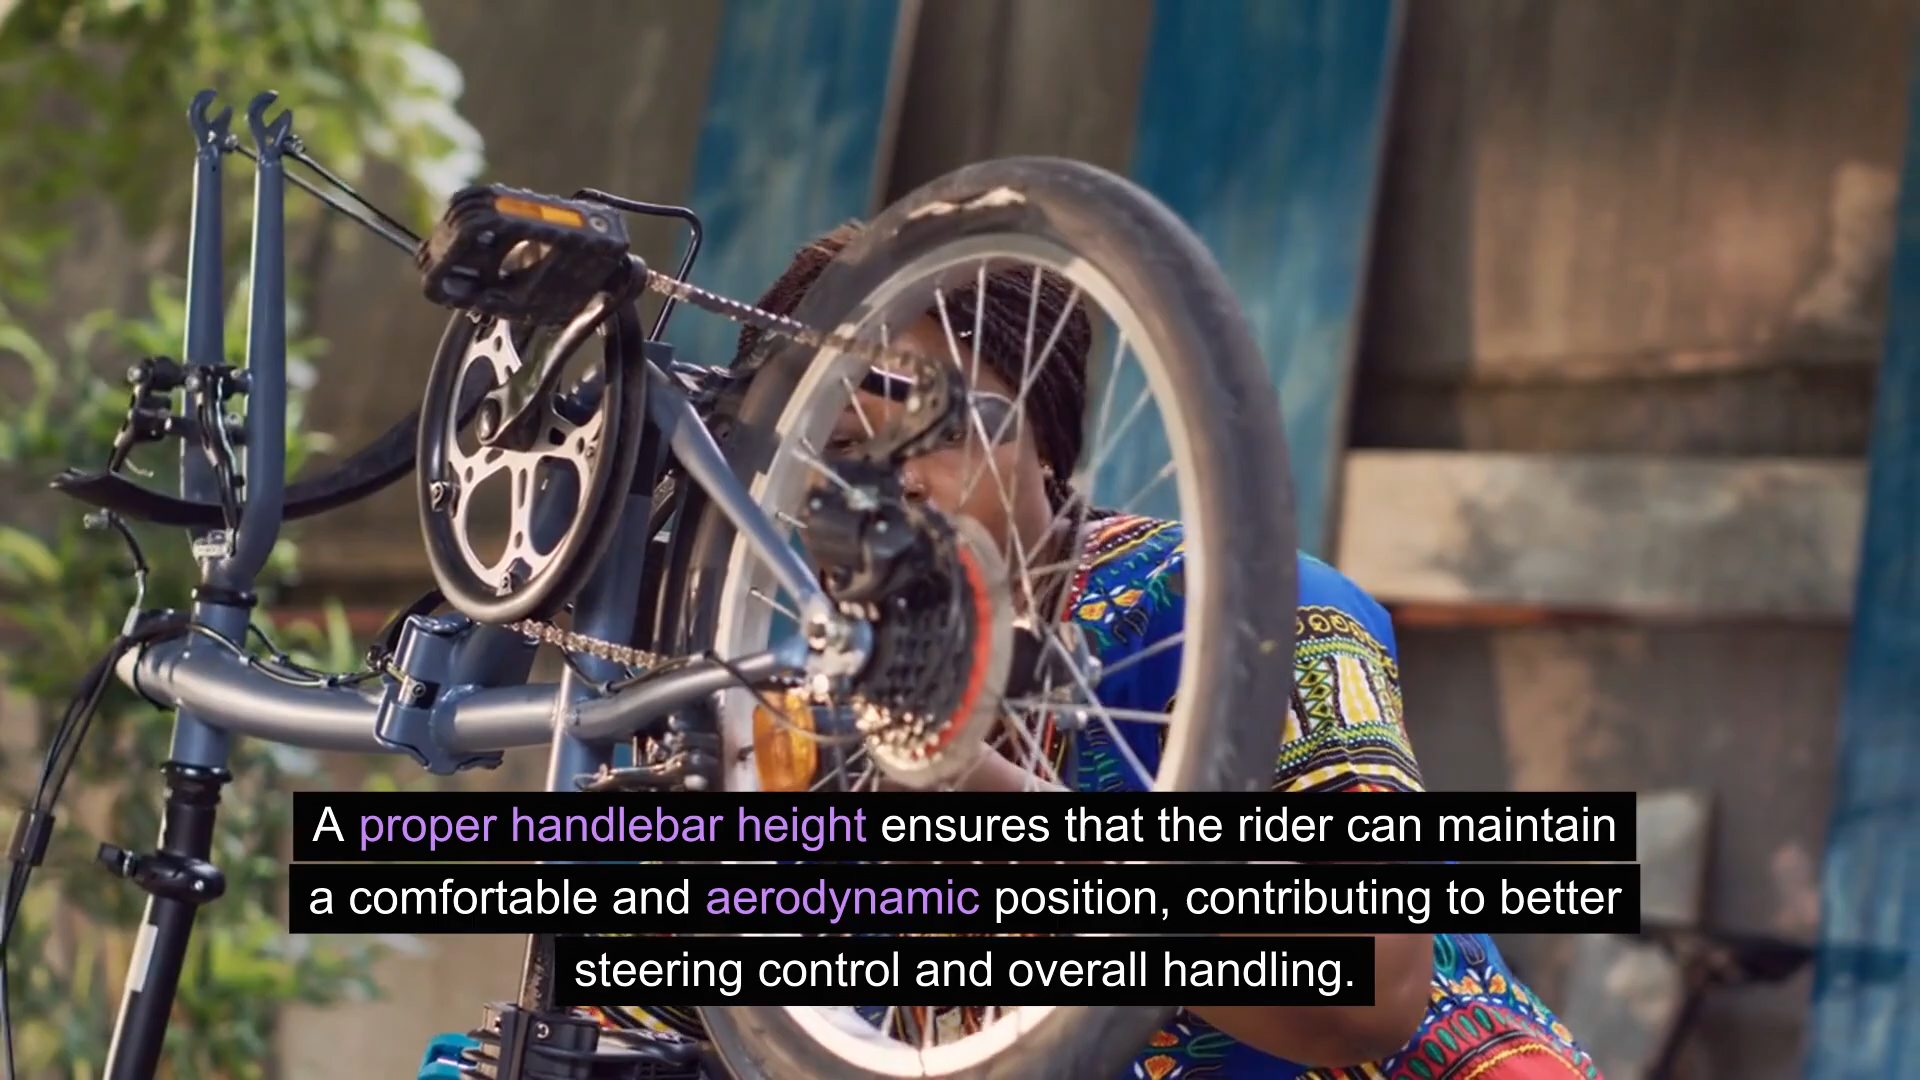 A proper handlebar height ensures that the rider can maintain
a comfortable and aerodynamic position, contributing to better
steering control and overall handling.